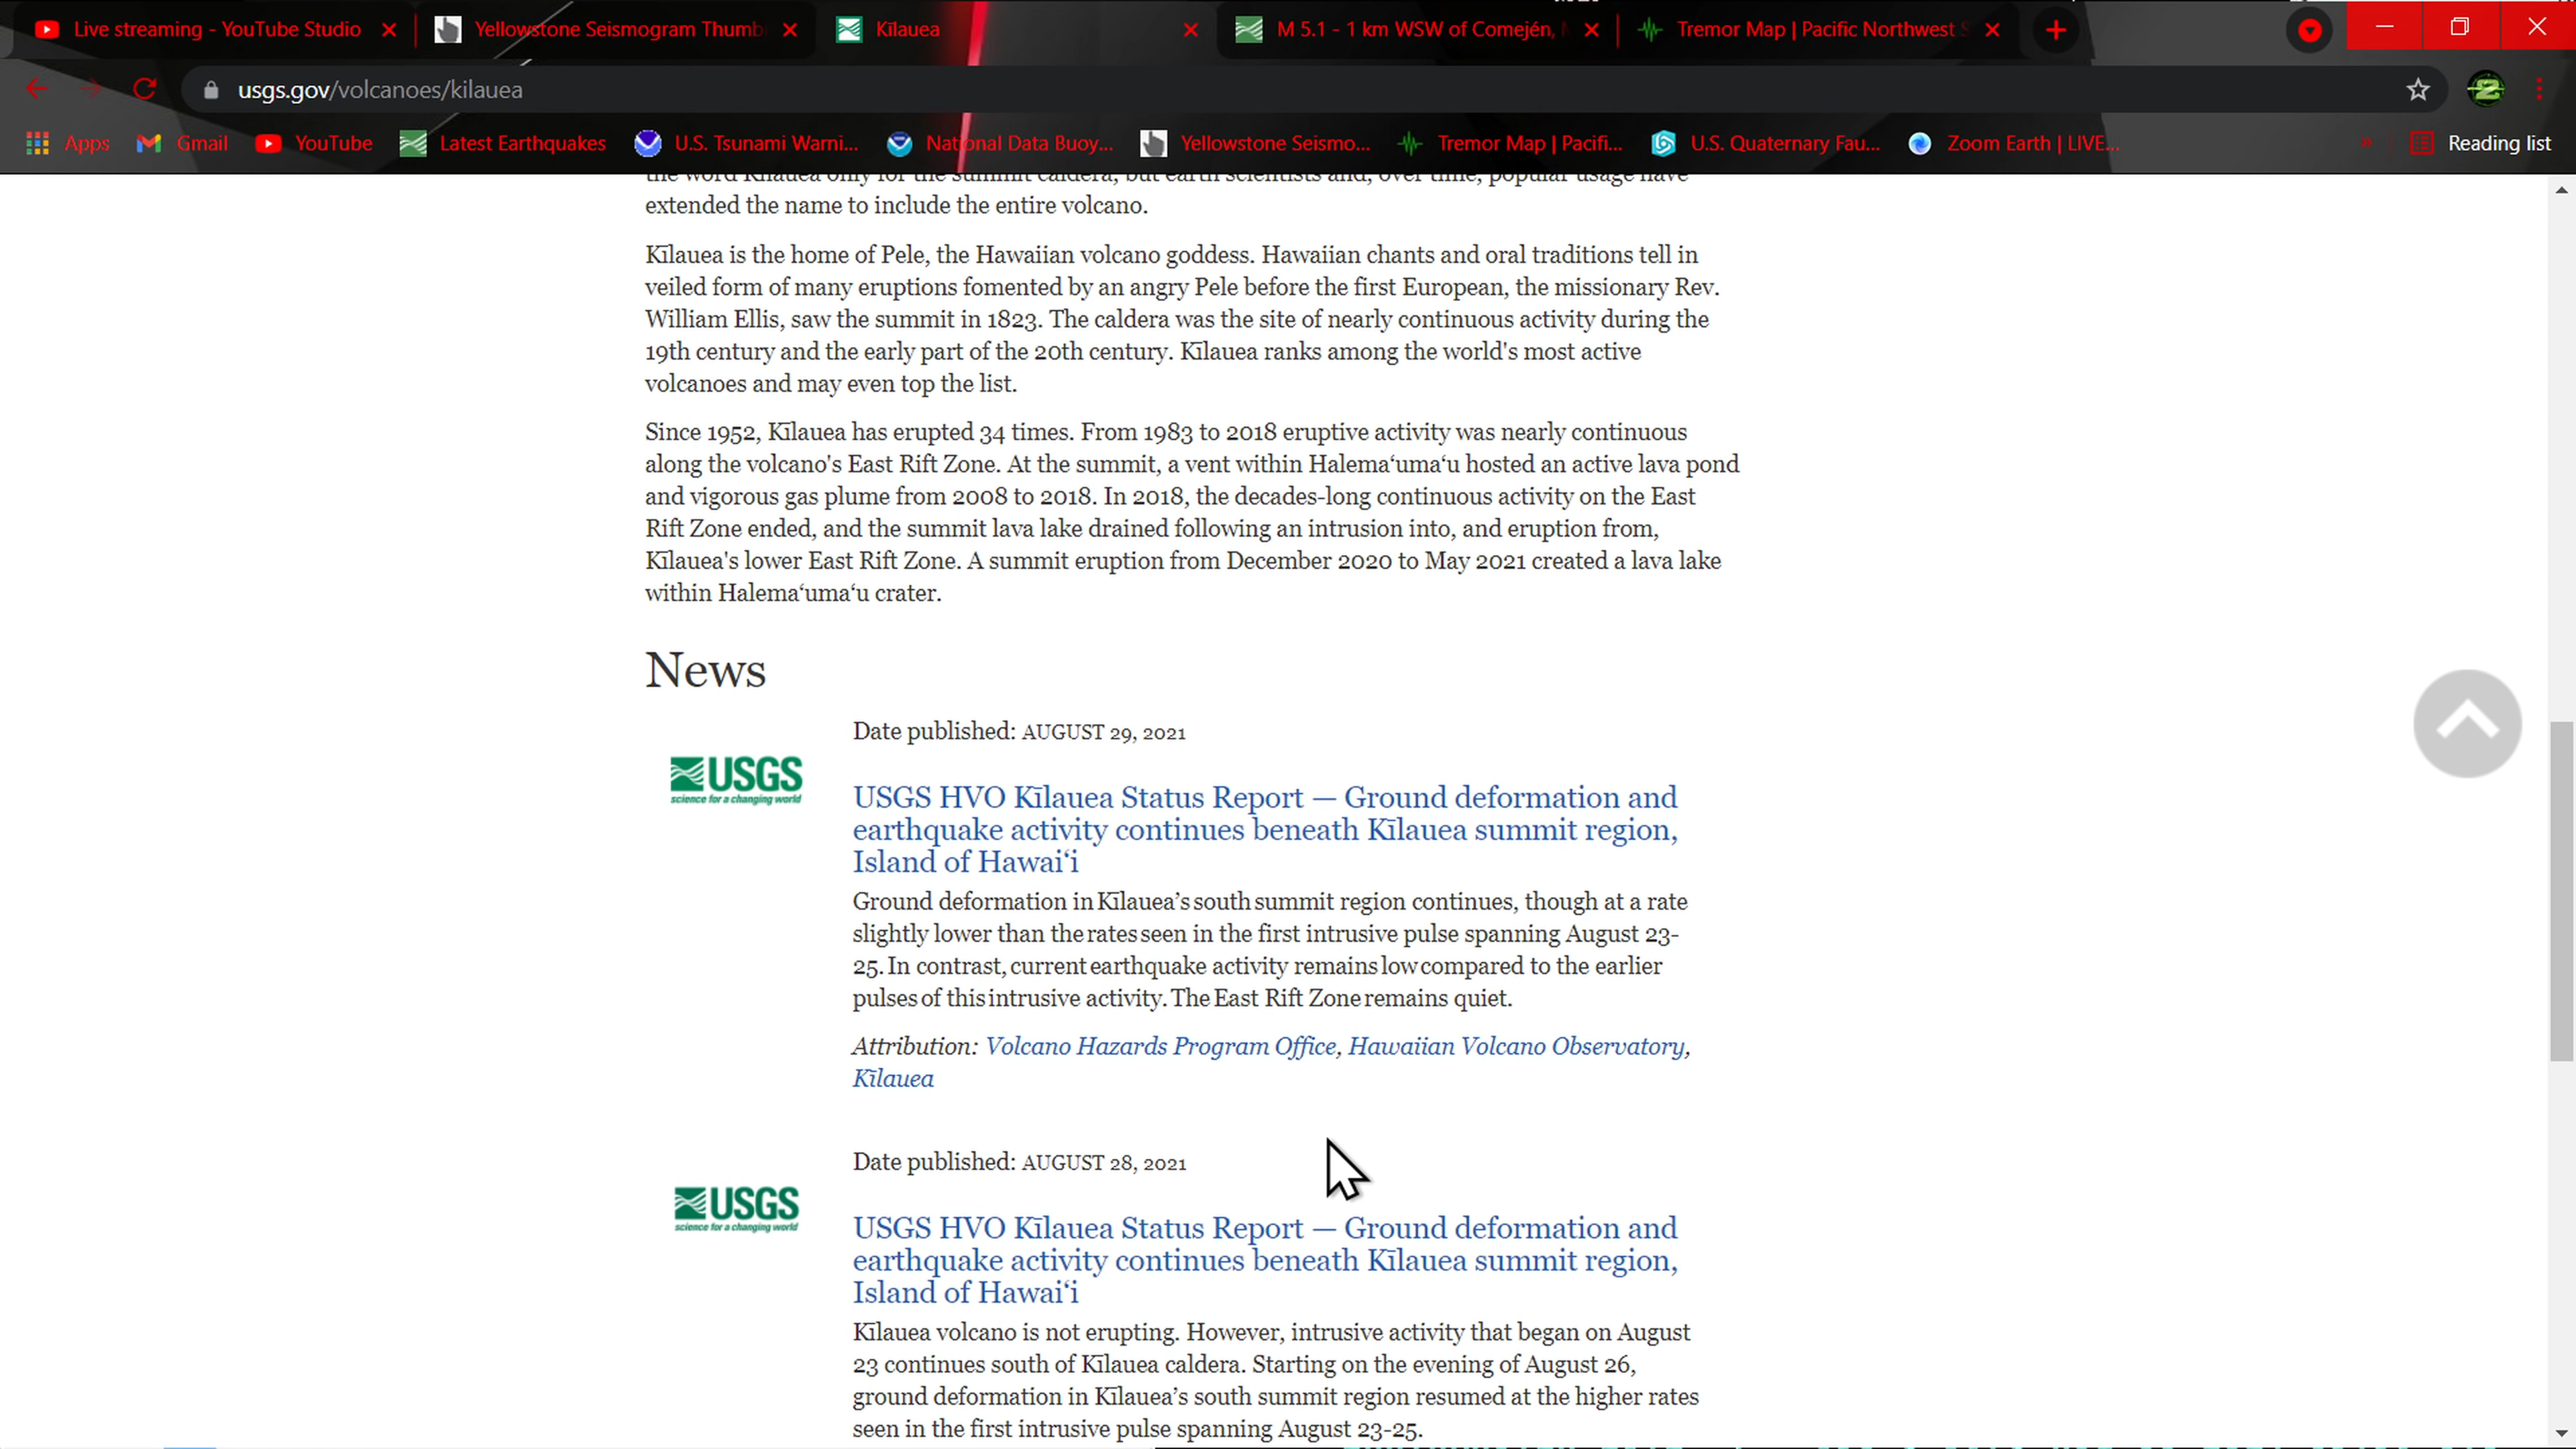 Live streaming - YouTube Studio
Yellowstone Seismogram Thumb
Kīlauea
M 5.1 - 1 km WSW of Comején,
Tremor Map | Pacific Northwest S
usgs.gov/volcanoes/kilauea
Apps
Gmail
YouTube
Latest Earthquakes
U.S. Tsunami Warni...
National Data Buoy...
Yellowstone Seismo...
Tremor Map | Pacifi...
U.S. Quaternary Fau...
Zoom Earth | LIVE...
»
Reading list
the word Kīlauea only for the summit caldera, but earth scientists and, over time, popular usage have
extended the name to include the entire volcano.
Kīlauea is the home of Pele, the Hawaiian volcano goddess. Hawaiian chants and oral traditions tell in
veiled form of many eruptions fomented by an angry Pele before the first European, the missionary Rev.
William Ellis, saw the summit in 1823. The caldera was the site of nearly continuous activity during the
19th century and the early part of the 20th century. Kīlauea ranks among the world's most active
volcanoes and may even top the list.
Since 1952, Kīlauea has erupted 34 times. From 1983 to 2018 eruptive activity was nearly continuous
along the volcano's East Rift Zone. At the summit, a vent within Halema‘uma‘u hosted an active lava pond
and vigorous gas plume from 2008 to 2018. In 2018, the decades-long continuous activity on the East
Rift Zone ended, and the summit lava lake drained following an intrusion into, and eruption from,
Kīlauea's lower East Rift Zone. A summit eruption from December 2020 to May 2021 created a lava lake
within Halema‘uma‘u crater.
News
Date published: AUGUST 29, 2021
USGS
science for a changing world
USGS HVO Kīlauea Status Report — Ground deformation and
earthquake activity continues beneath Kīlauea summit region,
Island of Hawai‘i
Ground deformation in Kīlauea’s south summit region continues, though at a rate
slightly lower than the rates seen in the first intrusive pulse spanning August 23-
25. In contrast, current earthquake activity remains low compared to the earlier
pulses of this intrusive activity. The East Rift Zone remains quiet.
Attribution: Volcano Hazards Program Office, Hawaiian Volcano Observatory,
Kīlauea
Date published: AUGUST 28, 2021
USGS
science for a changing world
USGS HVO Kīlauea Status Report — Ground deformation and
earthquake activity continues beneath Kīlauea summit region,
Island of Hawai‘i
Kīlauea volcano is not erupting. However, intrusive activity that began on August
23 continues south of Kīlauea caldera. Starting on the evening of August 26,
ground deformation in Kīlauea’s south summit region resumed at the higher rates
seen in the first intrusive pulse spanning August 23-25.